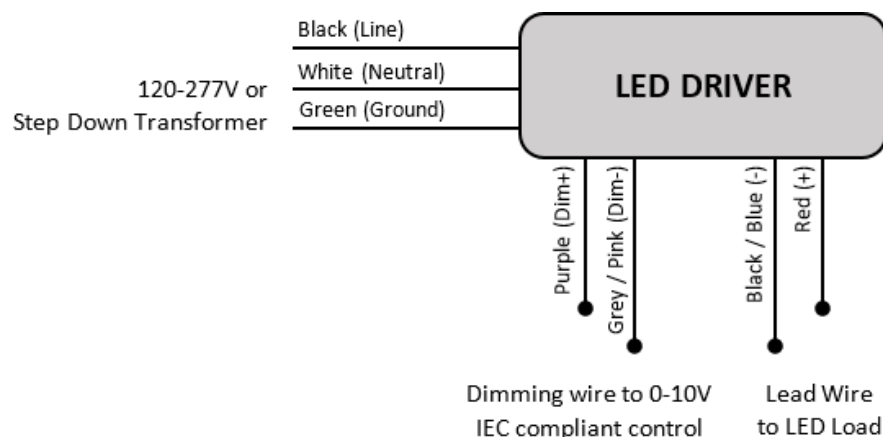 Black (Line)
White (Neutral)
Green (Ground)
120-277V or
Step Down Transformer
LED DRIVER
Purple (Dim+)
Grey / Pink (Dim-)
Black / Blue (-)
Red (+)
Dimming wire to 0-10V
IEC compliant control
Lead Wire
to LED Load